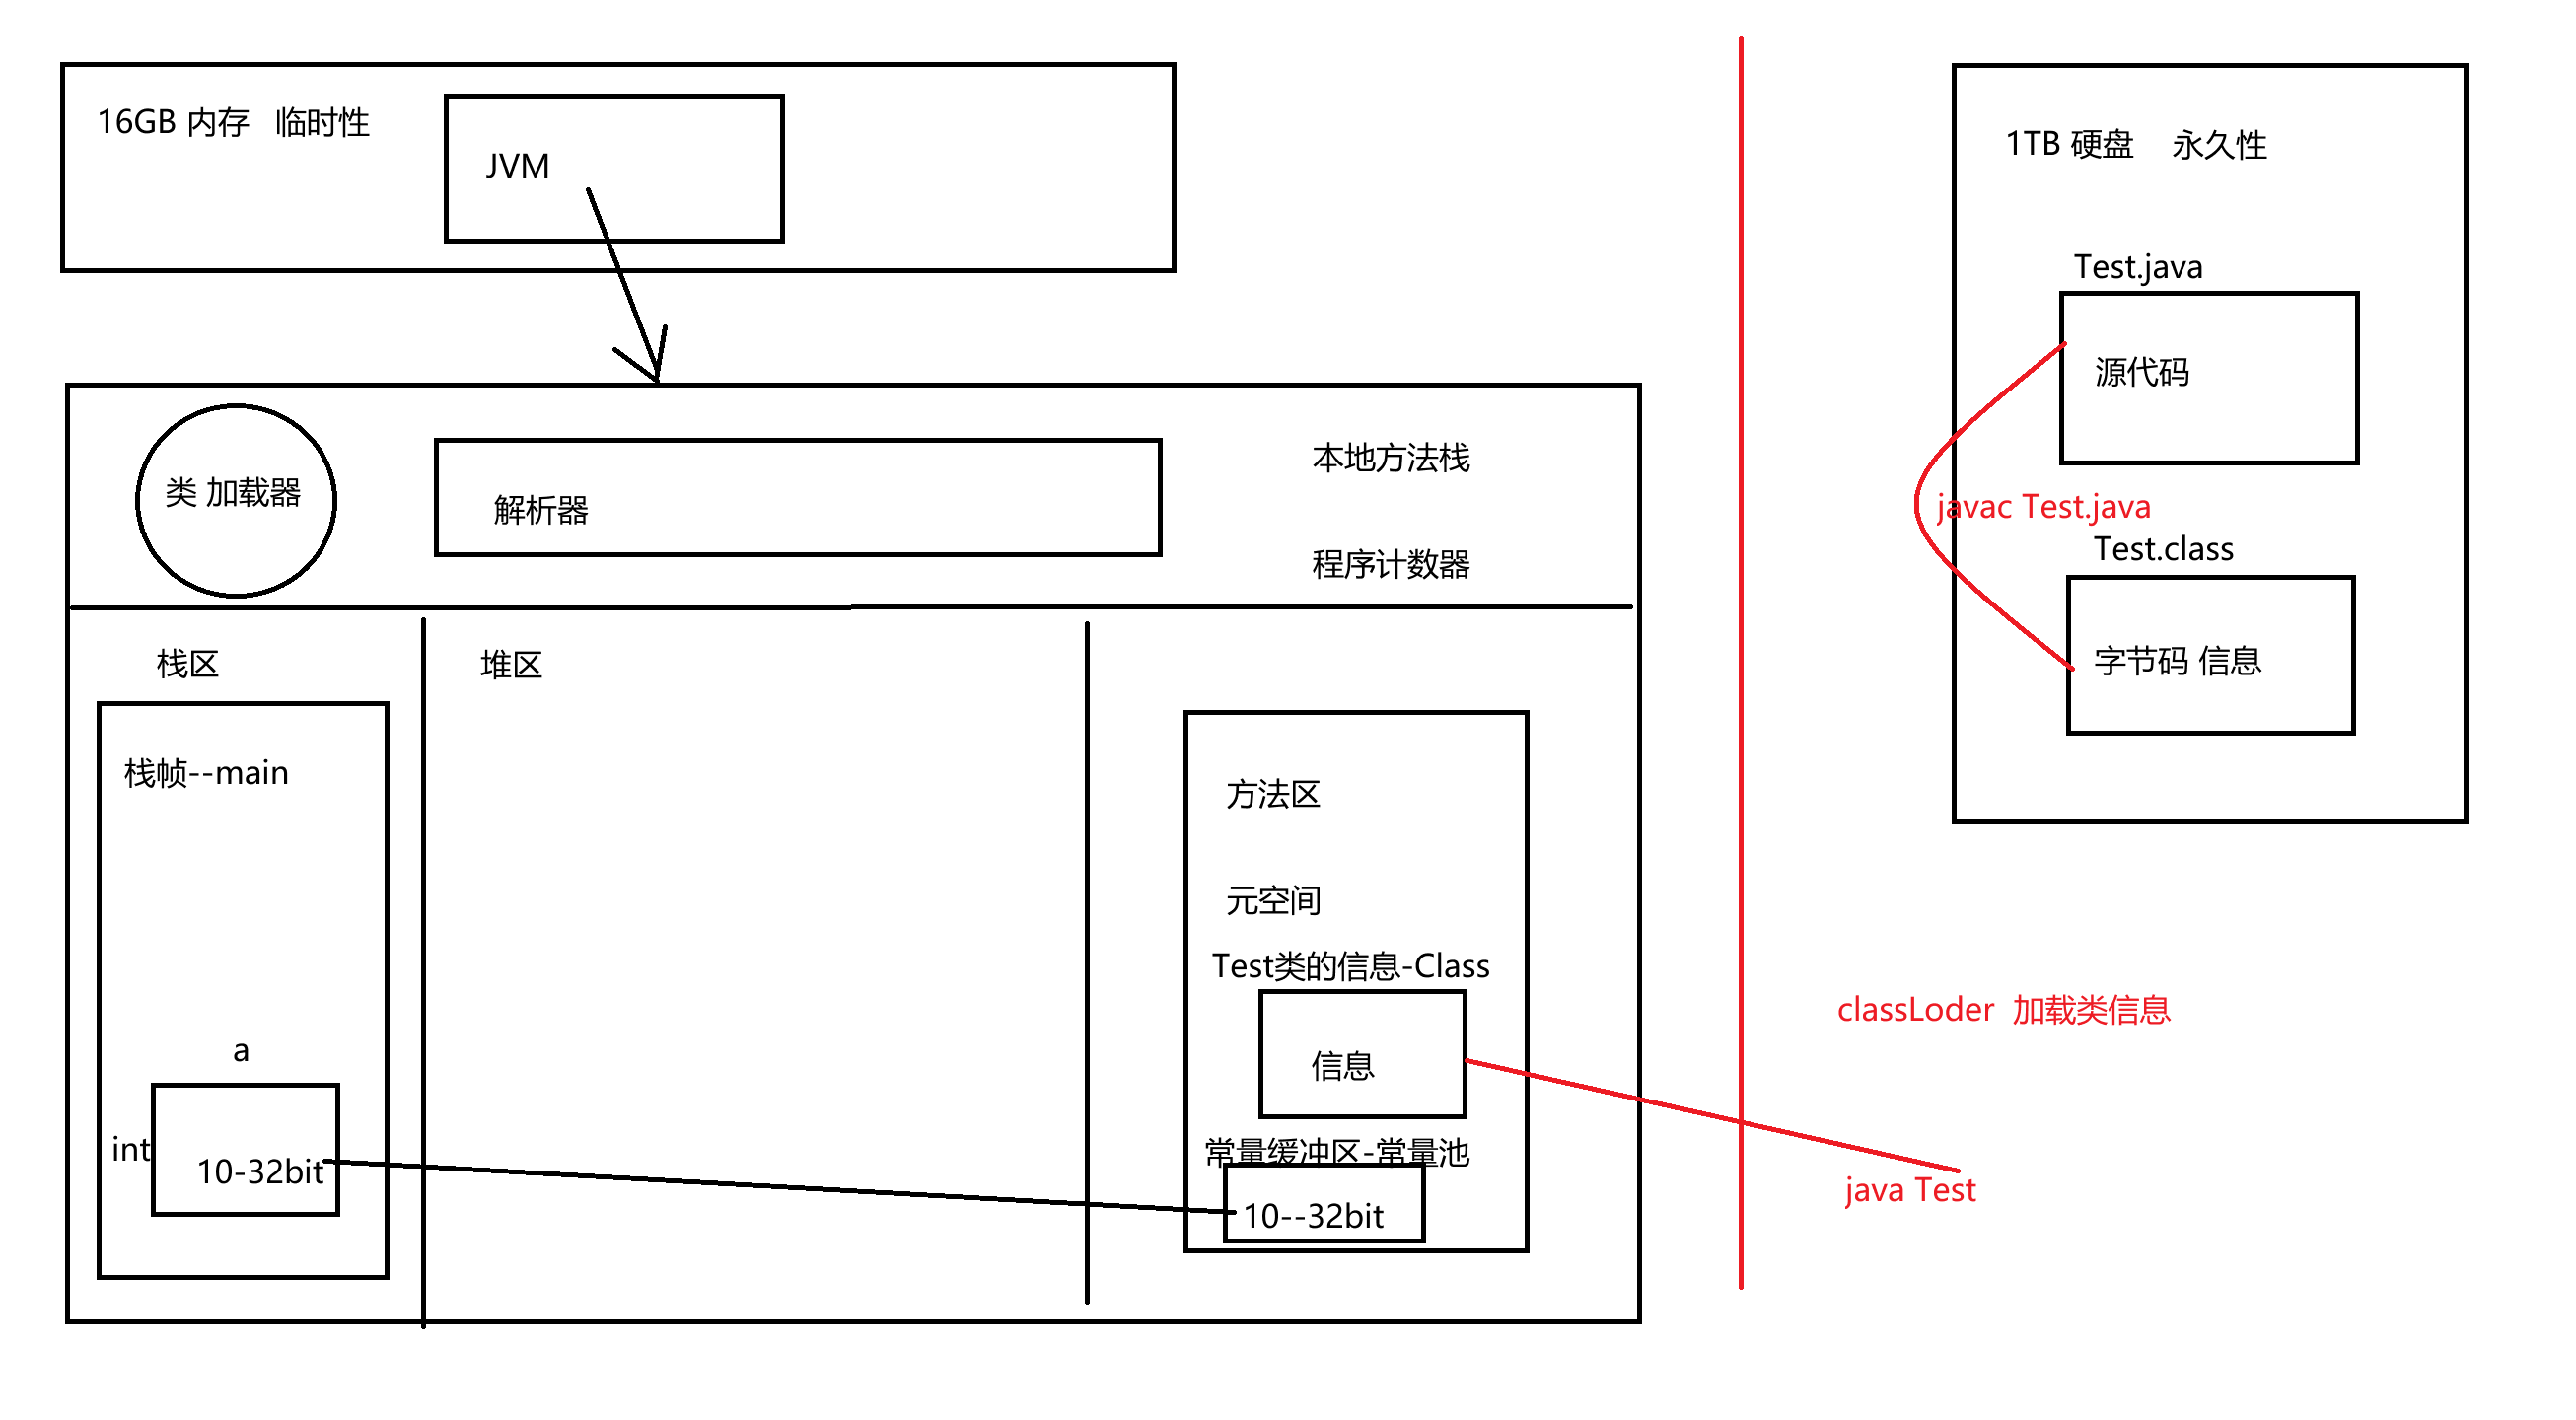 16GB 内存 临时性
JVM
类 加载器
解析器
本地方法栈
程序计数器
栈区
堆区
栈帧--main
a
int
10-32bit
方法区
元空间
Test类的信息-Class
信息
常量缓冲区-常量池
10--32bit
1TB 硬盘 永久性
Test.java
源代码
javac Test.java
Test.class
字节码 信息
classLoder 加载类信息
java Test